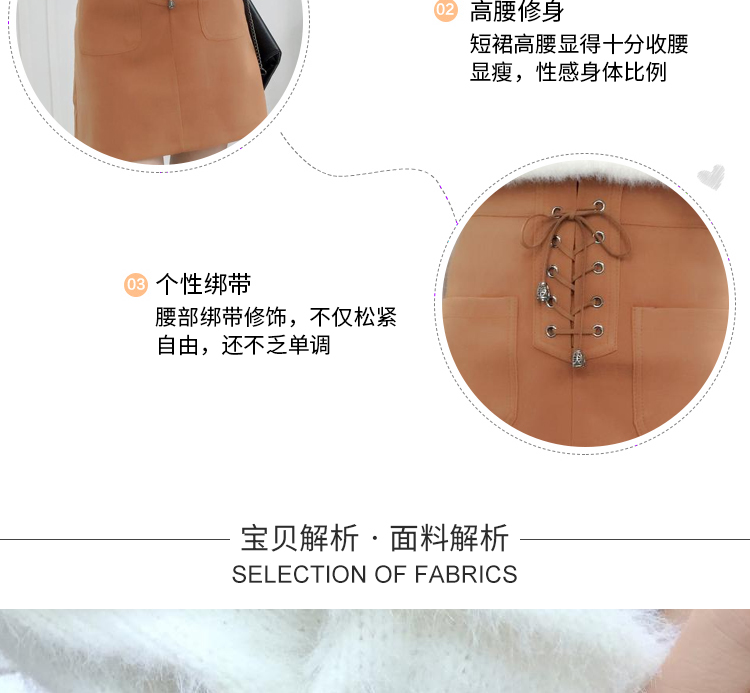 02 高腰修身
短裙高腰显得十分收腰
显瘦，性感身体比例
03 个性绑带
腰部绑带修饰，不仅松紧
自由，还不乏单调
宝贝解析 · 面料解析
SELECTION OF FABRICS